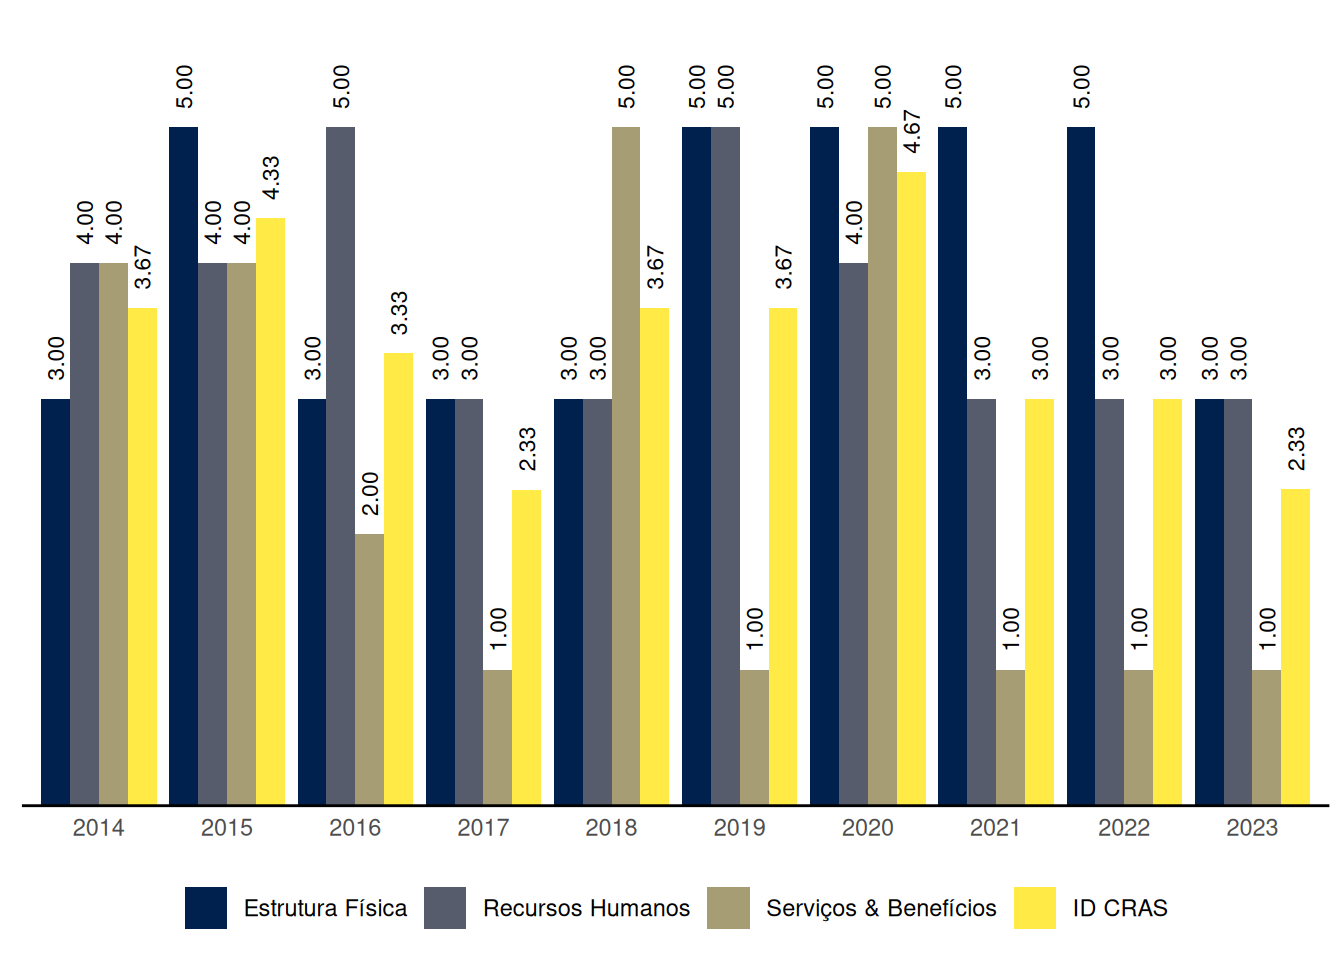 3.00 4.00 4.00 3.67
5.00 4.00 4.00 4.33
3.00 5.00 2.00 3.33
3.00 3.00 1.00 2.33
3.00 3.00 5.00 3.67
5.00 5.00 1.00 3.67
5.00 4.00 5.00 4.67
5.00 3.00 1.00 3.00
5.00 3.00 1.00 3.00
3.00 3.00 1.00 2.33
2014 2015 2016 2017 2018 2019 2020 2021 2022 2023
Estrutura Física Recursos Humanos Serviços & Benefícios ID CRAS